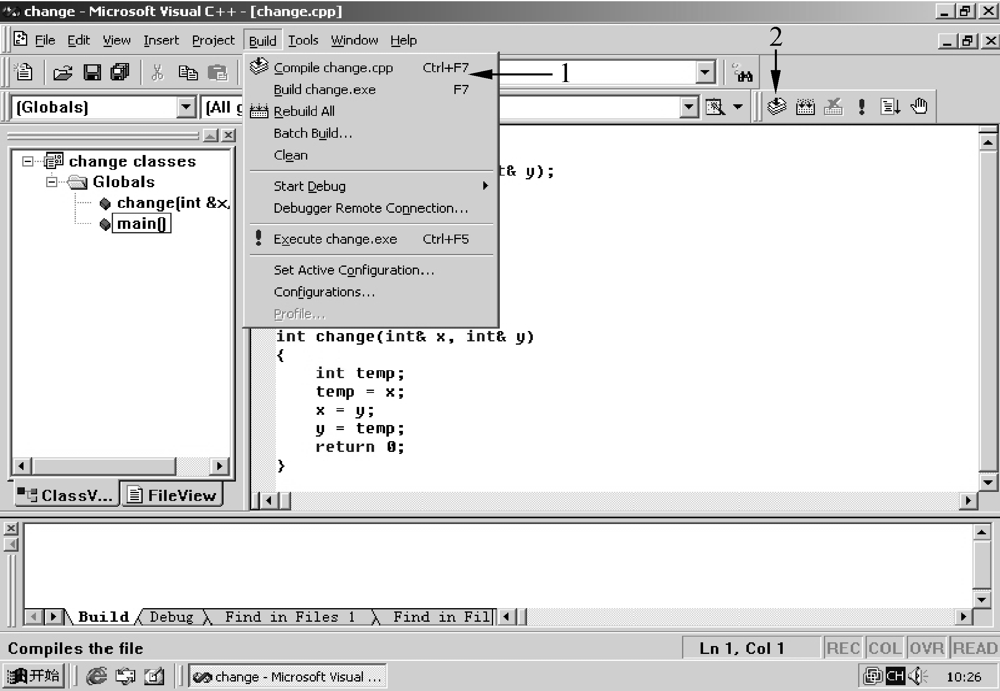 change - Microsoft Visual C++ - [change.cpp]
File Edit View Insert Project Build Tools Window Help
2
Compile change.cpp Ctrl+F7
1
Build change.exe F7
(Globals)
(All g
Rebuild All
Batch Build...
Clean
change classes
t& y);
Globals
Start Debug
change(int &x,
Debugger Remote Connection...
main()
Execute change.exe Ctrl+F5
Set Active Configuration...
Configurations...
Profile...
int change(int& x, int& y)
{
int temp;
temp = x;
x = y;
y = temp;
return 0;
}
ClassV... FileView
Build Debug Find in Files 1 Find in Fil
Compiles the file
Ln 1, Col 1 REC COL OVR READ
开始 change - Microsoft Visual ... CH 10:26